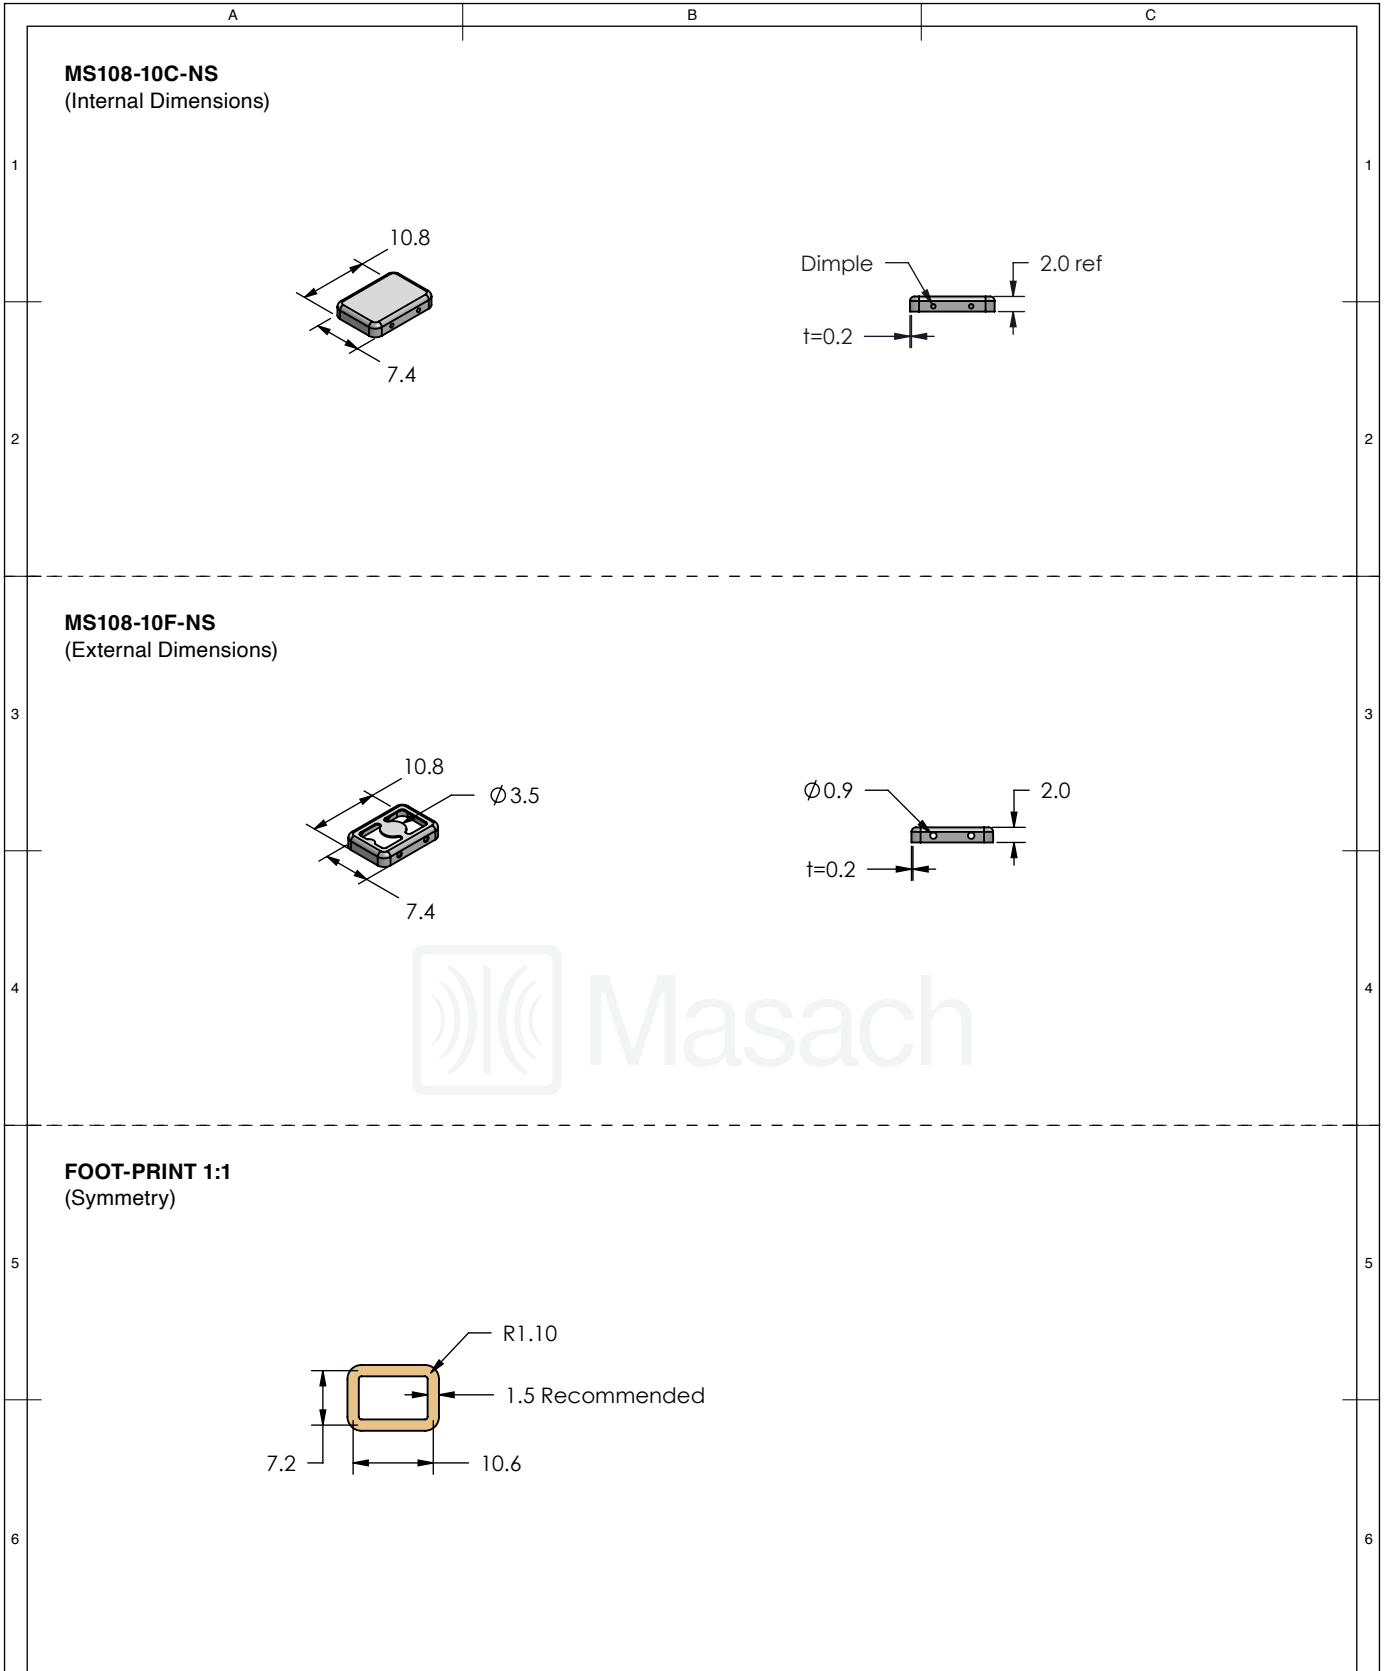 A B C
MS108-10C-NS
(Internal Dimensions)
1 1
10.8
Dimple 2.0 ref
t=0.2
7.4
2 2
MS108-10F-NS
(External Dimensions)
3 3
10.8
∅3.5 ∅0.9 2.0
t=0.2
7.4
4 4
Masach
FOOT-PRINT 1:1
(Symmetry)
5 5
R1.10
1.5 Recommended
7.2 10.6
6 6